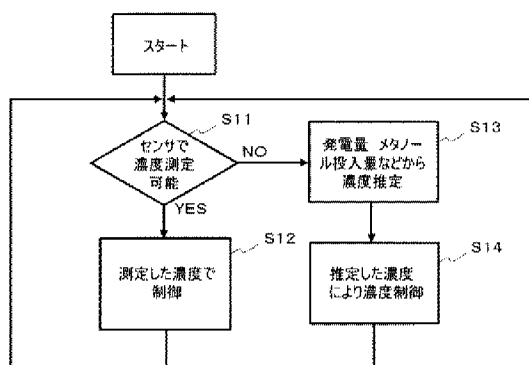 スタート
S11
センサで
濃度測定
可能
NO
YES
S13
発電量 メタノー
ル投入量などから
濃度推定
S12
測定した濃度で
制御
S14
推定した濃度
により濃度制御